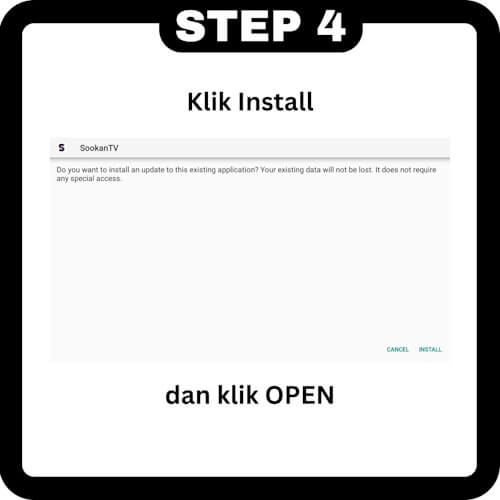 STEP 4
Klik Install
S SookanTV
Do you want to install an update to this existing application? Your existing data will not be lost. It does not require
any special access.
CANCEL INSTALL
dan klik OPEN